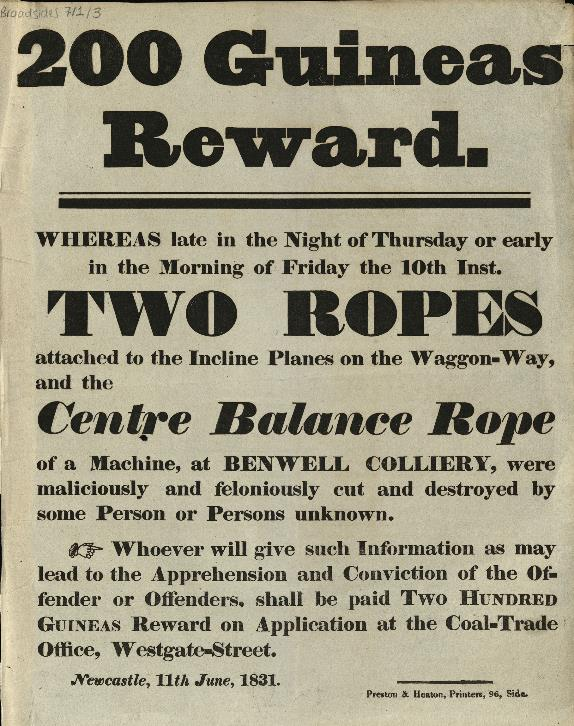 Broadsides 7/1/3
200 Guineas
Reward.
WHEREAS late in the Night of Thursday or early
in the Morning of Friday the 10th Inst.
TWO ROPES
attached to the Incline Planes on the Waggon-Way,
and the
Centre Balance Rope
of a Machine, at BENWELL COLLIERY, were
maliciously and feloniously cut and destroyed by
some Person or Persons unknown.
☞ Whoever will give such Information as may
lead to the Apprehension and Conviction of the Of-
fender or Offenders, shall be paid TWO HUNDRED
GUINEAS Reward on Application at the Coal-Trade
Office, Westgate-Street.
Newcastle, 11th June, 1831.
Preston & Heaton, Printers, 96, Side.